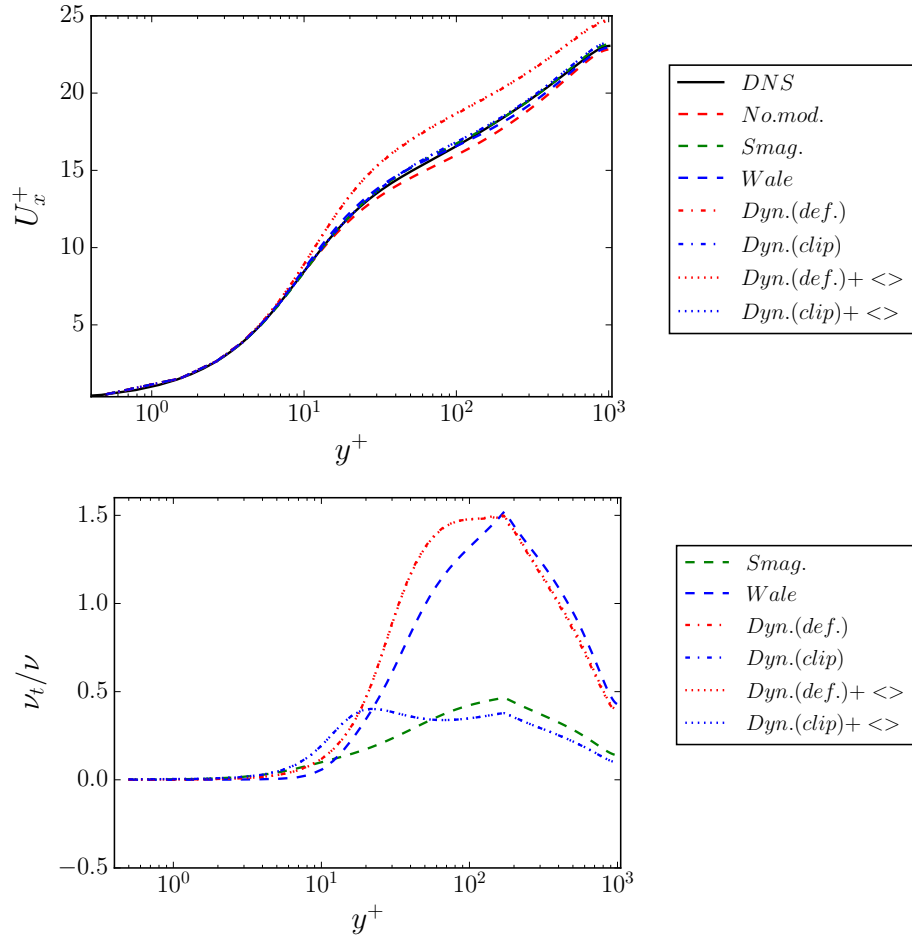 25
20
15
10
5
U_x^+
10^0 10^1 10^2 10^3
y^+
DNS
No.mod.
Smag.
Wale
Dyn.(def.)
Dyn.(clip)
Dyn.(def.)+ <>
Dyn.(clip)+ <>
1.5
1.0
0.5
0.0
−0.5
ν_t/ν
10^0 10^1 10^2 10^3
y^+
Smag.
Wale
Dyn.(def.)
Dyn.(clip)
Dyn.(def.)+ <>
Dyn.(clip)+ <>